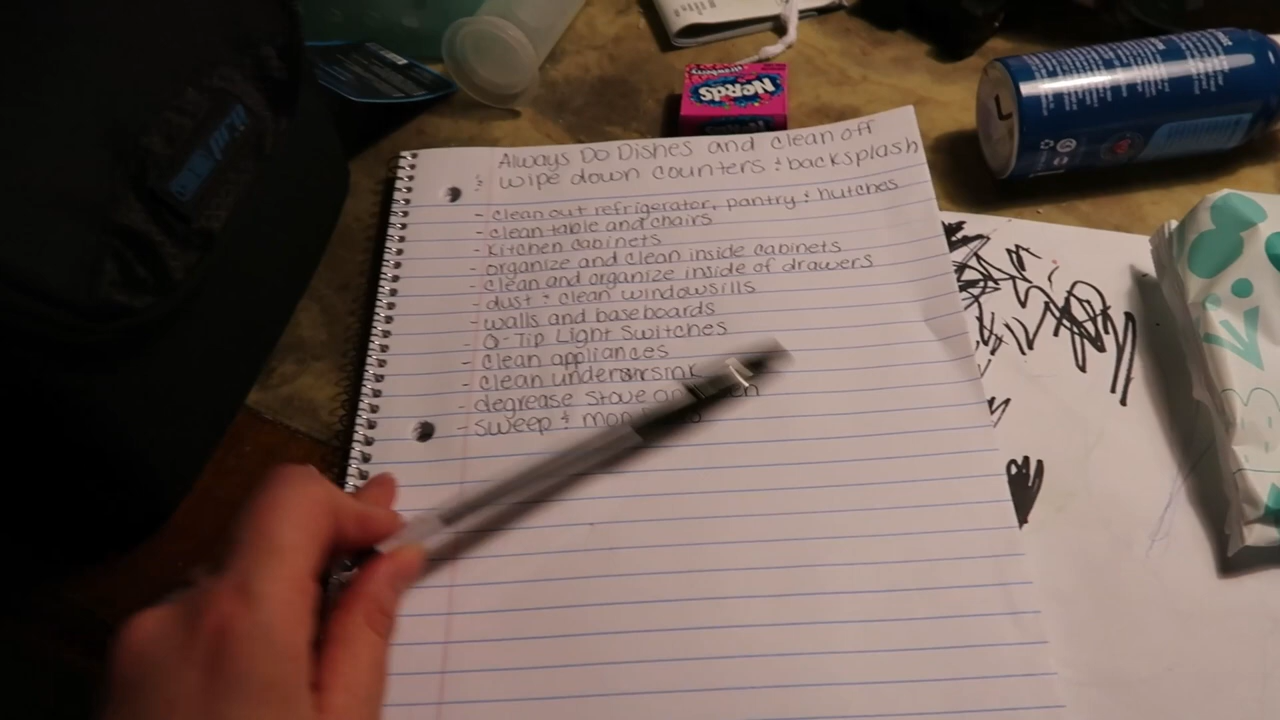 NERDS
Always Do Dishes and clean off
& wipe down counters & backsplash
- clean out refrigerator, pantry & hutches
- clean table and chairs
- kitchen cabinets
- organize and clean inside cabinets
- clean and organize inside of drawers
- dust & clean windowsills
- walls and baseboards
- Q-Tip Light Switches
- clean appliances
- clean under sink
- degrease stove
- sweep & mop